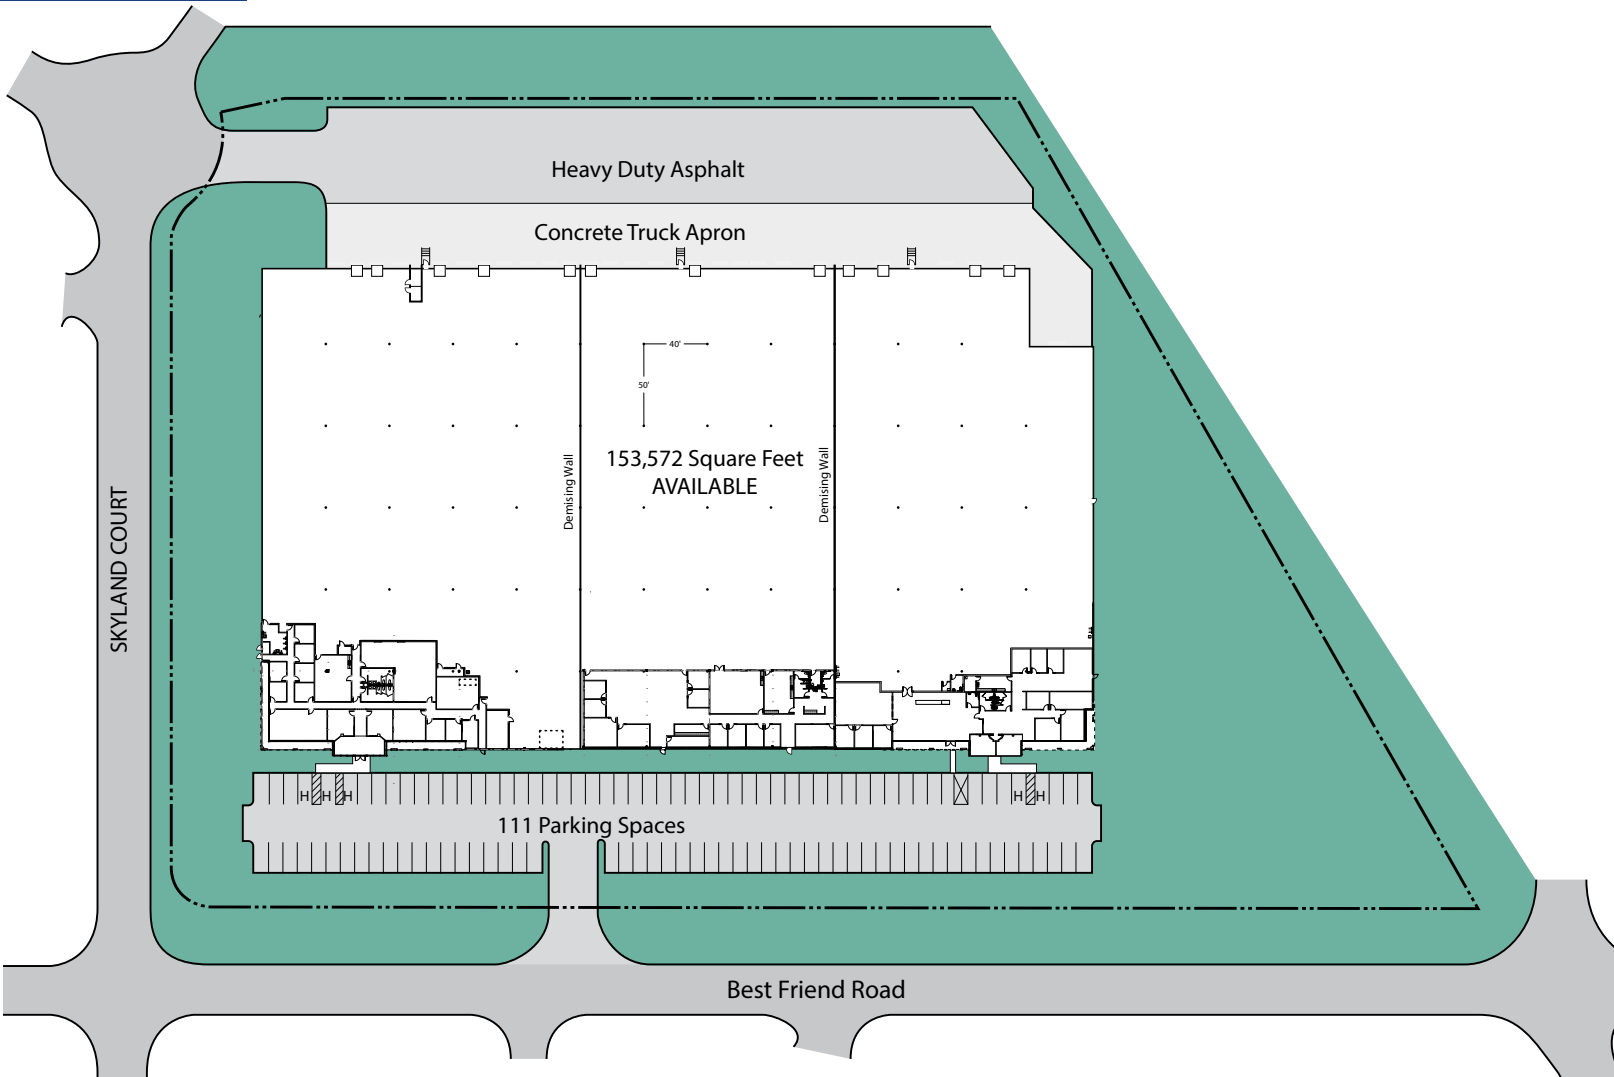 Heavy Duty Asphalt
Concrete Truck Apron
40'
50'
153,572 Square Feet
AVAILABLE
Demising Wall
Demising Wall
SKYLAND COURT
H H H
H H
111 Parking Spaces
Best Friend Road